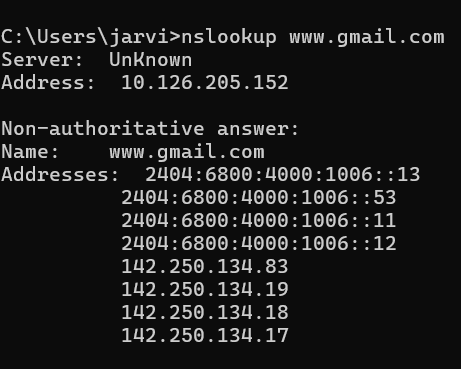 C:\Users\jarvi>nslookup www.gmail.com
Server:  UnKnown
Address:  10.126.205.152

Non-authoritative answer:
Name:    www.gmail.com
Addresses:  2404:6800:4000:1006::13
          2404:6800:4000:1006::53
          2404:6800:4000:1006::11
          2404:6800:4000:1006::12
          142.250.134.83
          142.250.134.19
          142.250.134.18
          142.250.134.17